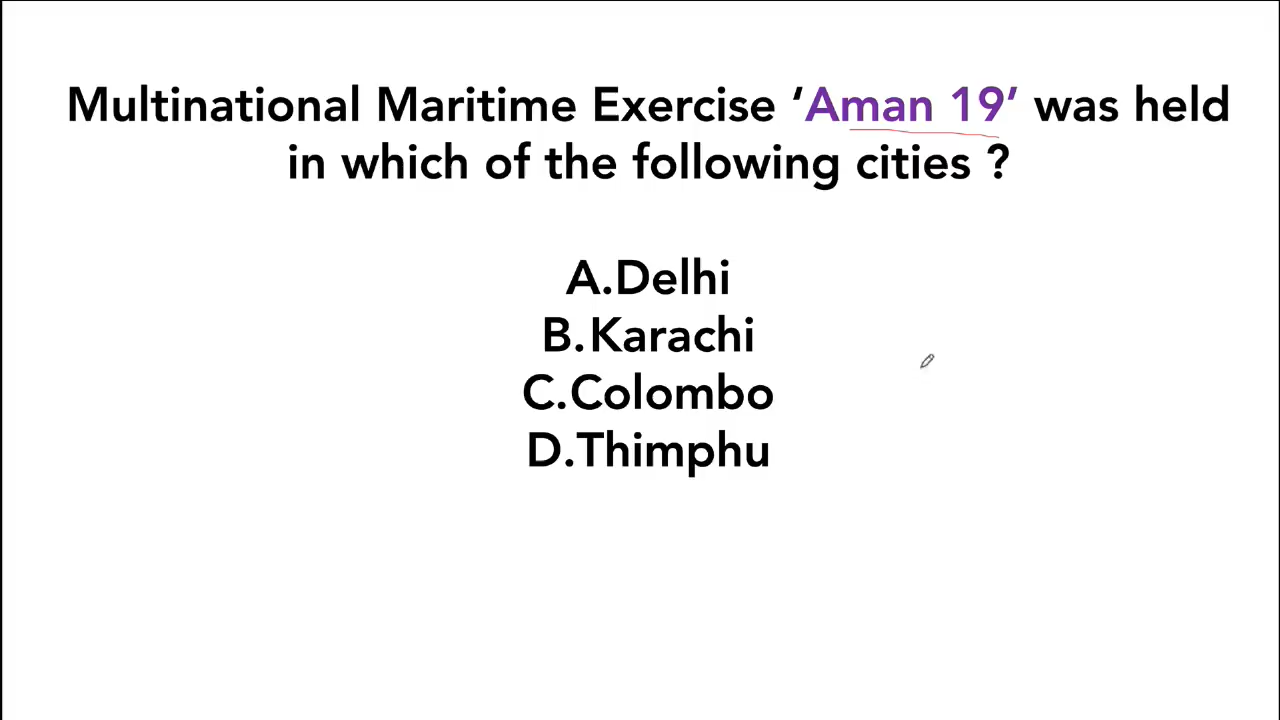 Multinational Maritime Exercise ‘Aman 19’ was held
in which of the following cities ?
A.Delhi
B.Karachi
C.Colombo
D.Thimphu